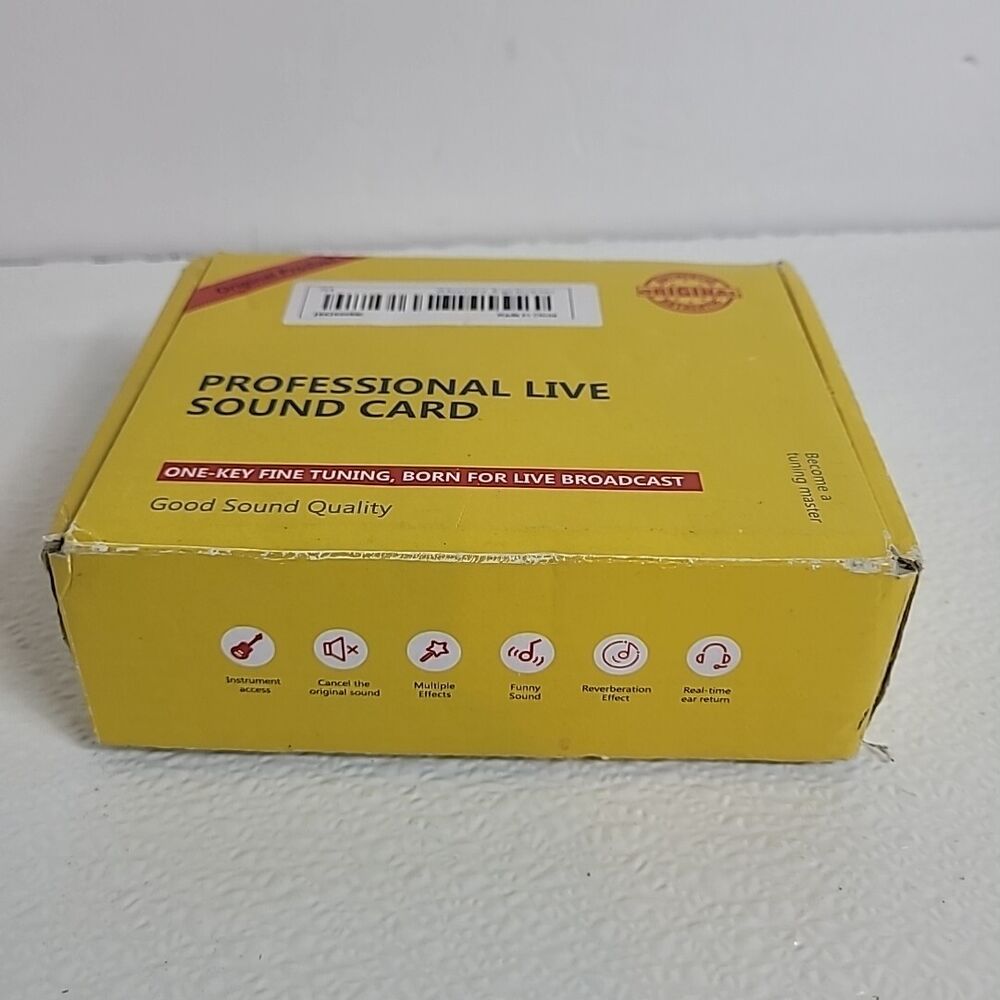 ORIGINAL
PROFESSIONAL LIVE
SOUND CARD
ONE-KEY FINE TUNING, BORN FOR LIVE BROADCAST
Good Sound Quality
Become a
tuning master
Instrument
access
Cancel the
original sound
Multiple
Effects
Funny
Sound
Reverberation
Effect
Real-time
ear return